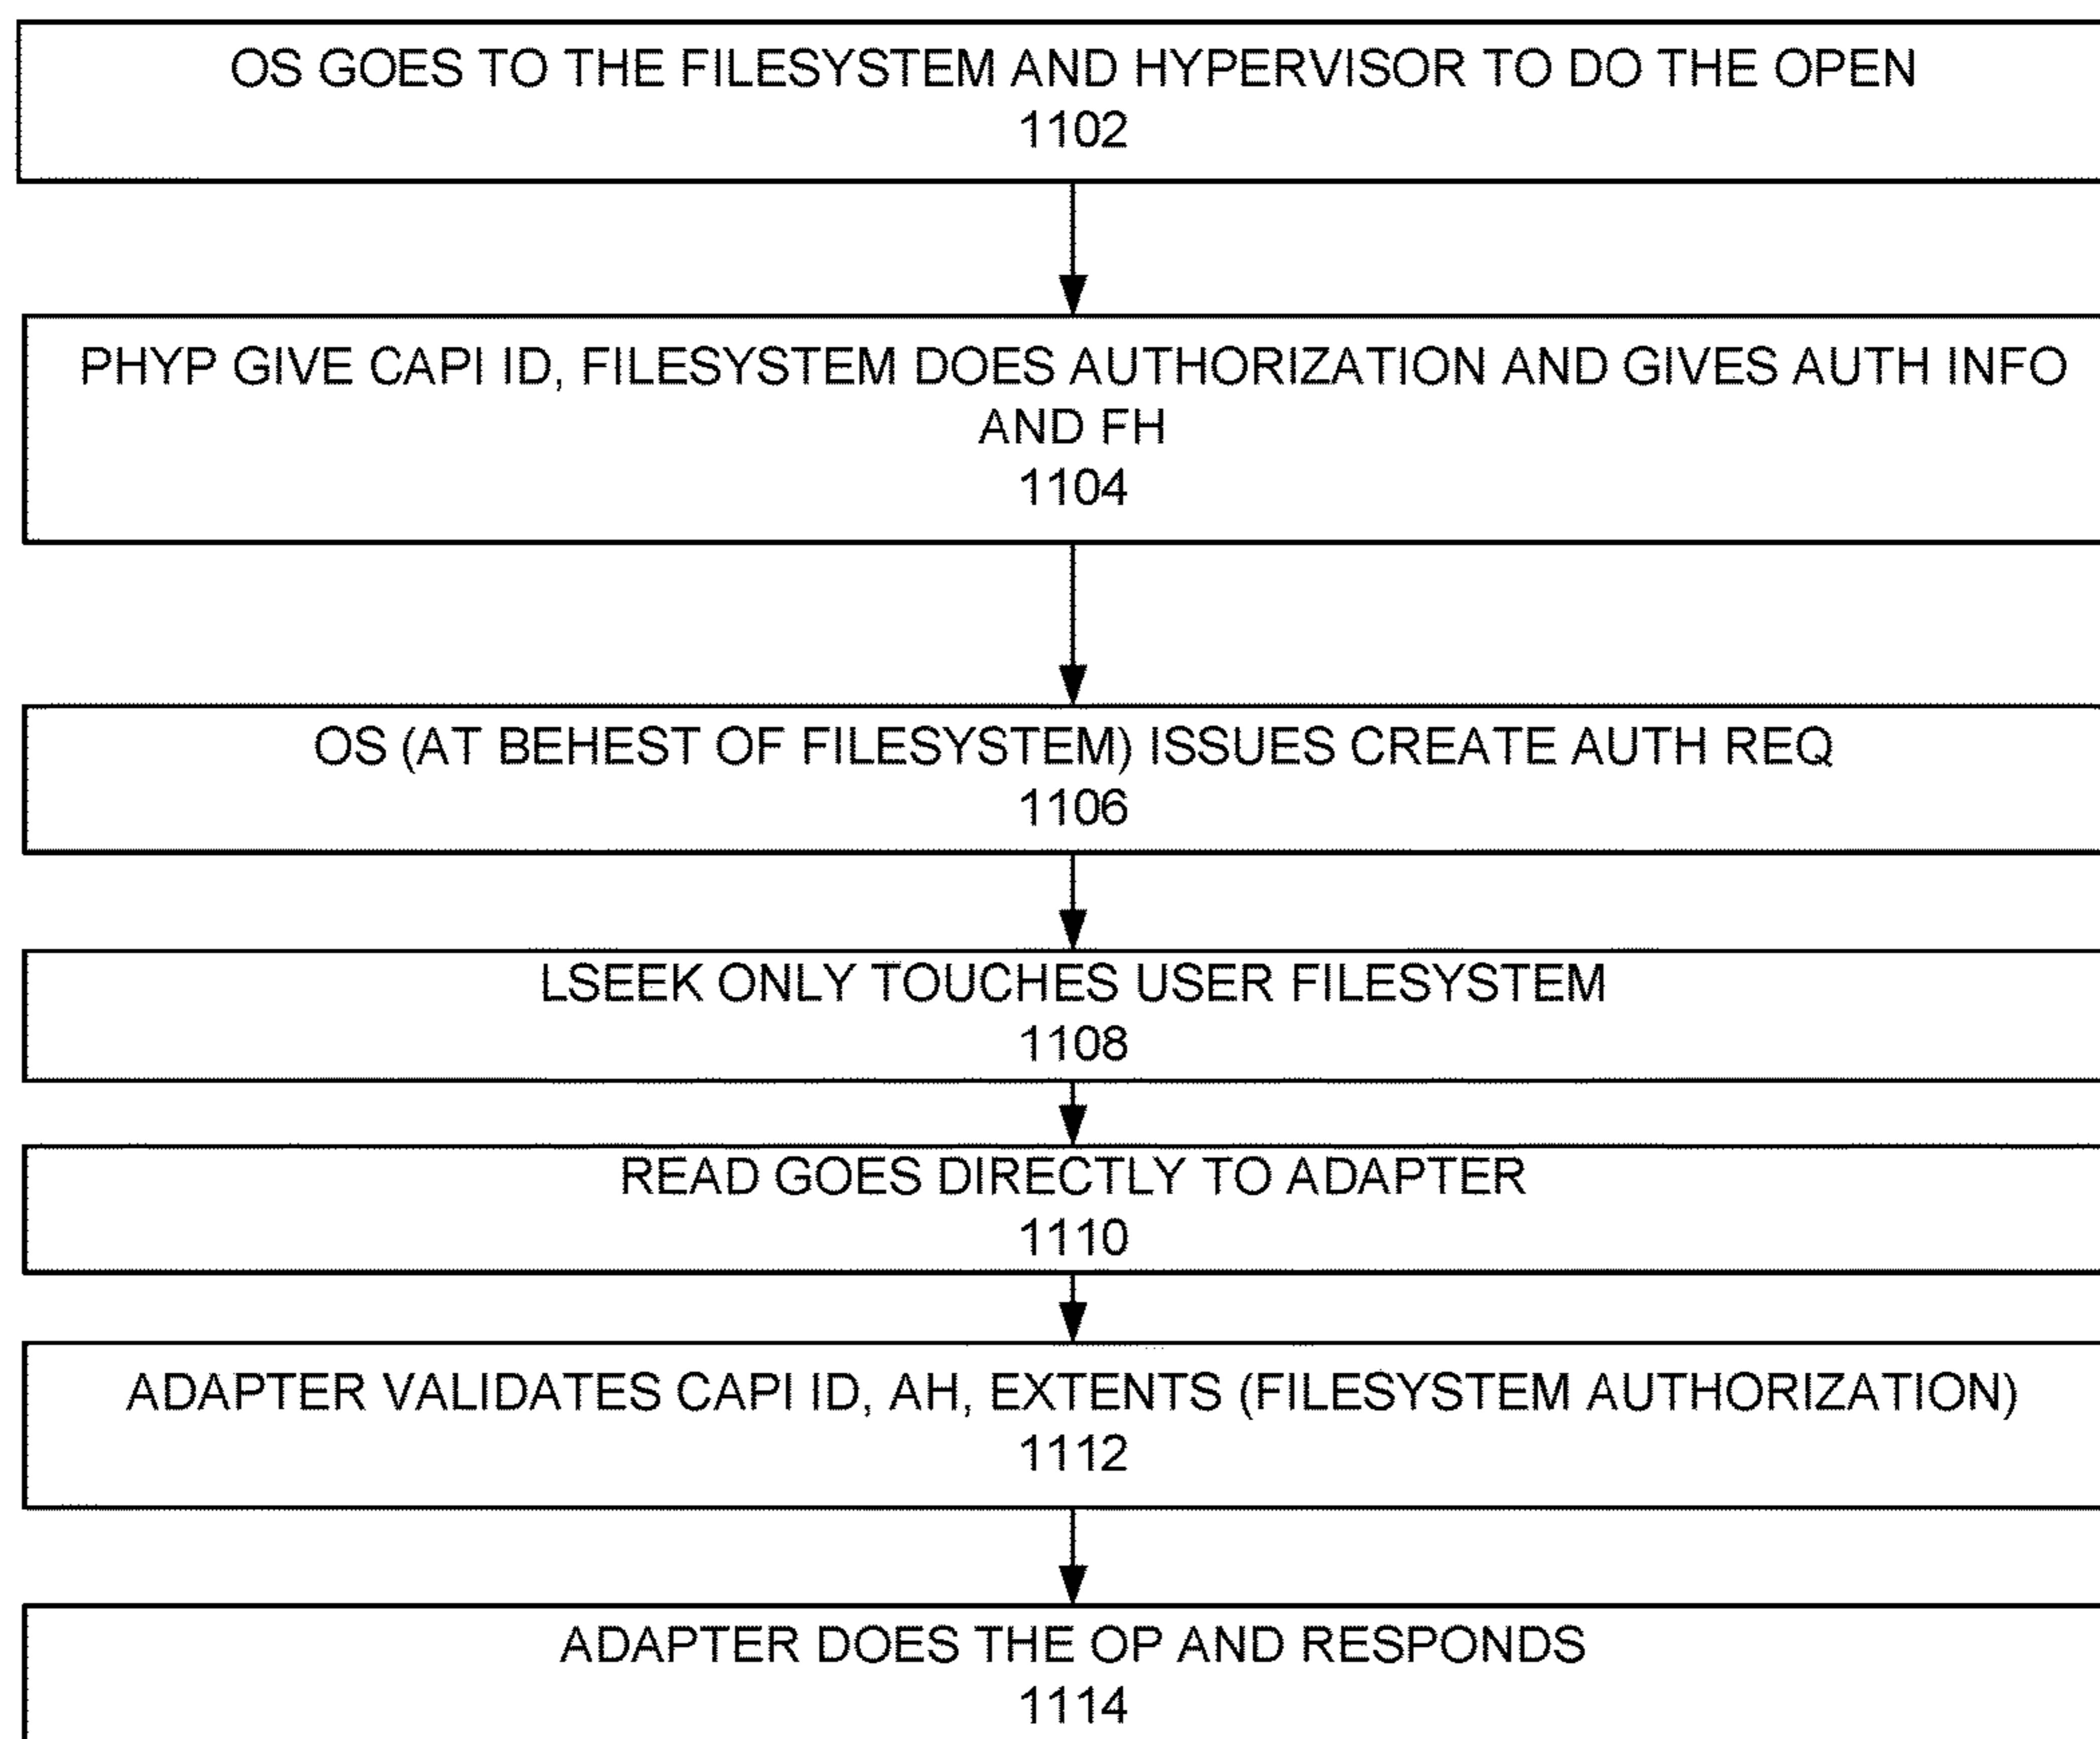 OS GOES TO THE FILESYSTEM AND HYPERVISOR TO DO THE OPEN
1102
PHYP GIVE CAPI ID, FILESYSTEM DOES AUTHORIZATION AND GIVES AUTH INFO
AND FH
1104
OS (AT BEHEST OF FILESYSTEM) ISSUES CREATE AUTH REQ
1106
LSEEK ONLY TOUCHES USER FILESYSTEM
1108
READ GOES DIRECTLY TO ADAPTER
1110
ADAPTER VALIDATES CAPI ID, AH, EXTENTS (FILESYSTEM AUTHORIZATION)
1112
ADAPTER DOES THE OP AND RESPONDS
1114